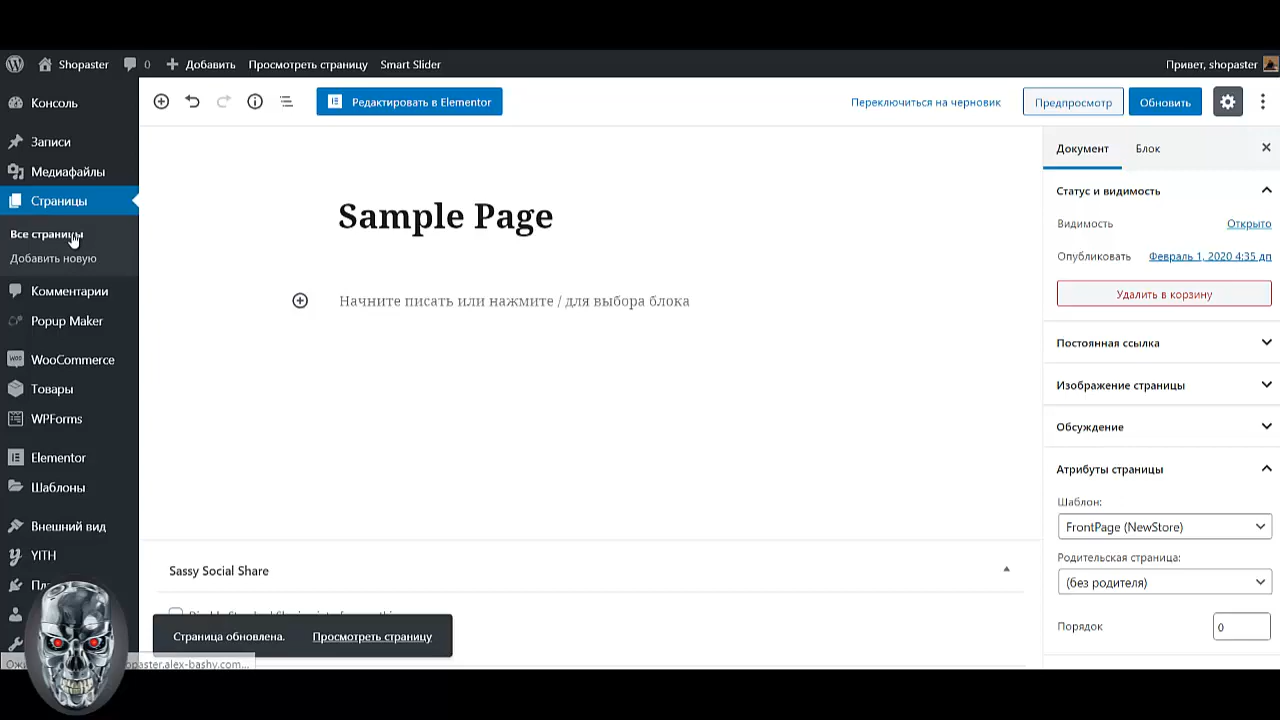 Shopaster
0
Добавить
Просмотреть страницу
Smart Slider
Привет, shopaster
Консоль
Записи
Медиафайлы
Страницы
Все страницы
Добавить новую
Комментарии
Popup Maker
WooCommerce
Товары
WPForms
Elementor
Шаблоны
Внешний вид
YITH
Редактировать в Elementor
Переключиться на черновик
Предпросмотр
Обновить
Sample Page
Начните писать или нажмите / для выбора блока
Sassy Social Share
Страница обновлена.
Просмотреть страницу
Документ
Блок
Статус и видимость
Видимость
Открыто
Опубликовать
Февраль 1, 2020 4:35 дп
Удалить в корзину
Постоянная ссылка
Изображение страницы
Обсуждение
Атрибуты страницы
Шаблон:
FrontPage (NewStore)
Родительская страница:
(без родителя)
Порядок
0